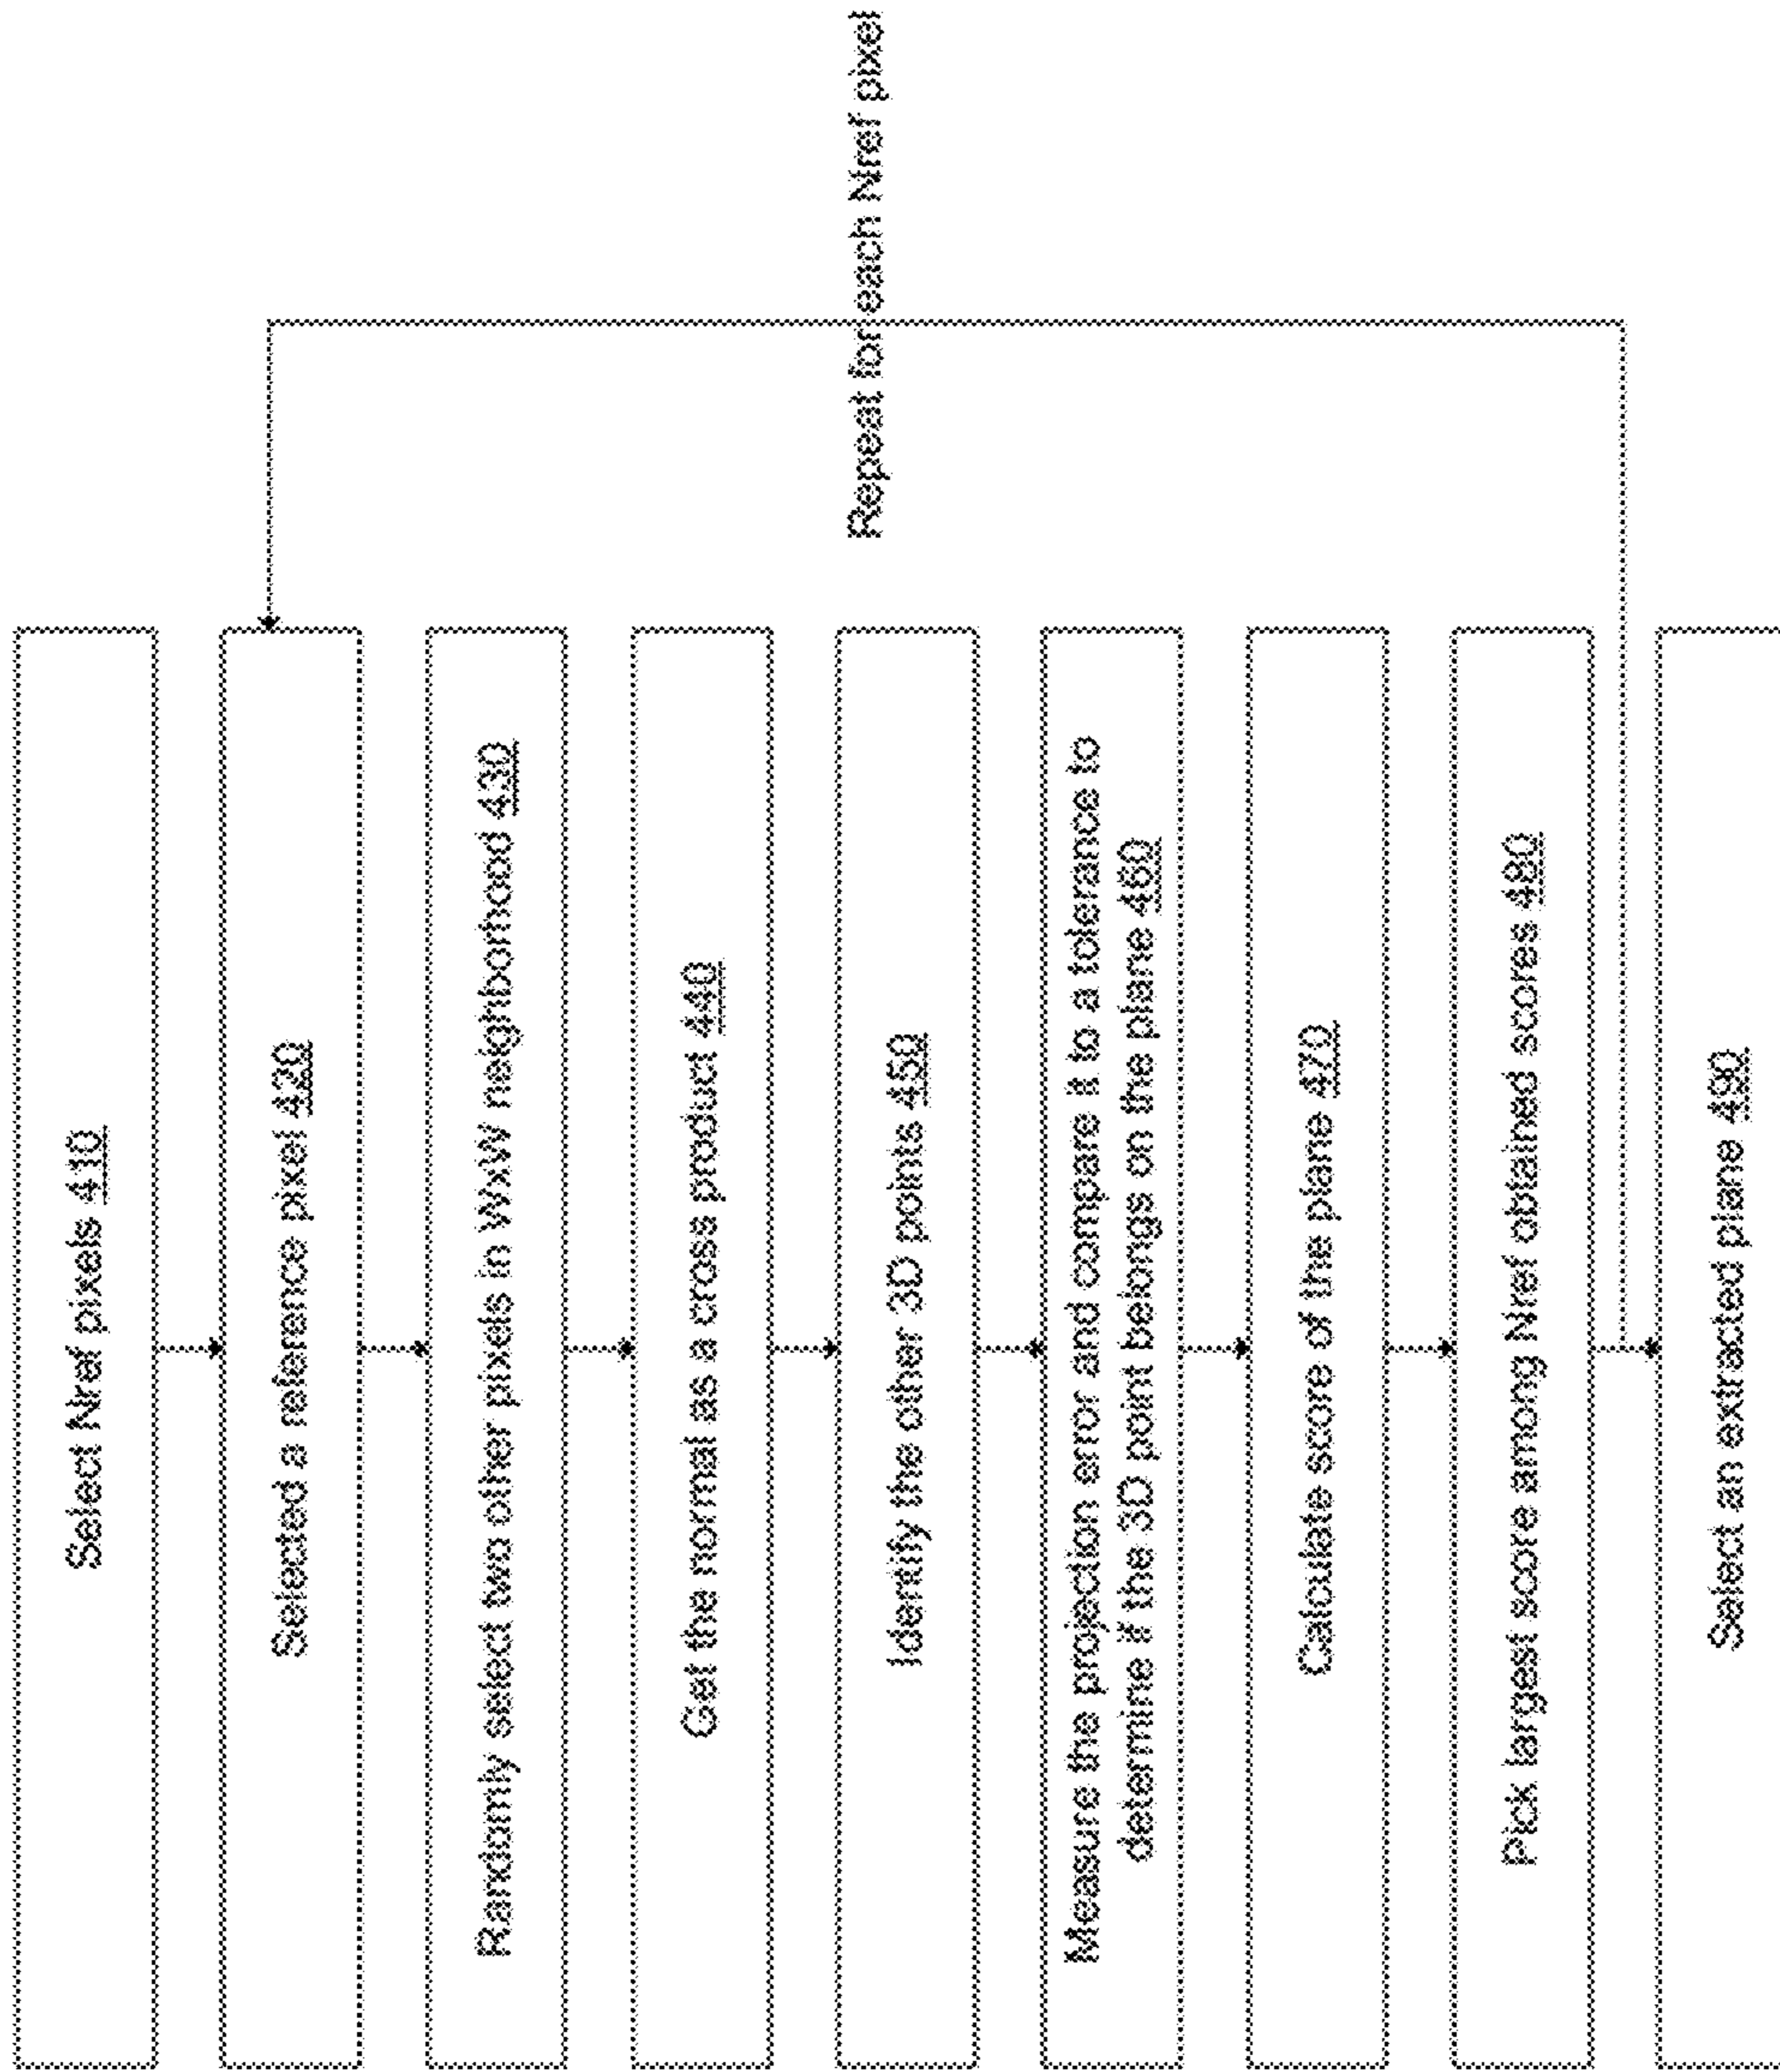 Select Nref pixels 410
Selected a reference pixel 420
Randomly select two other pixels in WxW neighborhood 430
Get the normal as a cross product 440
Identify the other 3D points 450
Measure the projection error and compare it to a tolerance to
determine if the 3D point belongs on the plane 460
Calculate score of the plane 470
Pick largest score among Nref obtained scores 480
Select an extracted plane 490
Repeat for each Nref pixel